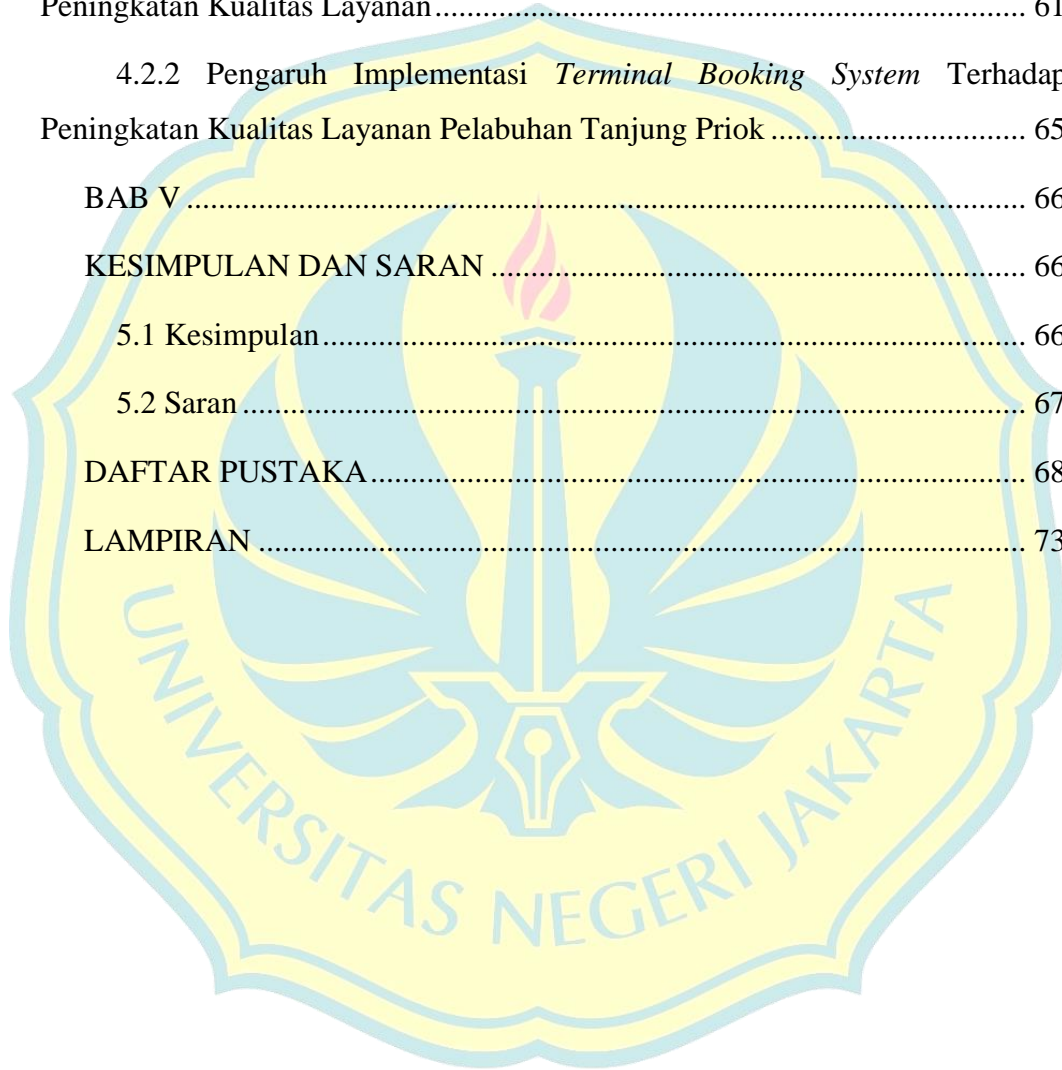 Peningkatan Kualitas Layanan.......................................................................... 61
4.2.2 Pengaruh Implementasi Terminal Booking System Terhadap
Peningkatan Kualitas Layanan Pelabuhan Tanjung Priok ................................ 65
BAB V ............................................................................................................. 66
KESIMPULAN DAN SARAN ..................................................................... 66
5.1 Kesimpulan........................................................................................... 66
5.2 Saran ..................................................................................................... 67
DAFTAR PUSTAKA..................................................................................... 68
LAMPIRAN ................................................................................................... 73
UNIVERSITAS NEGERI JAKARTA